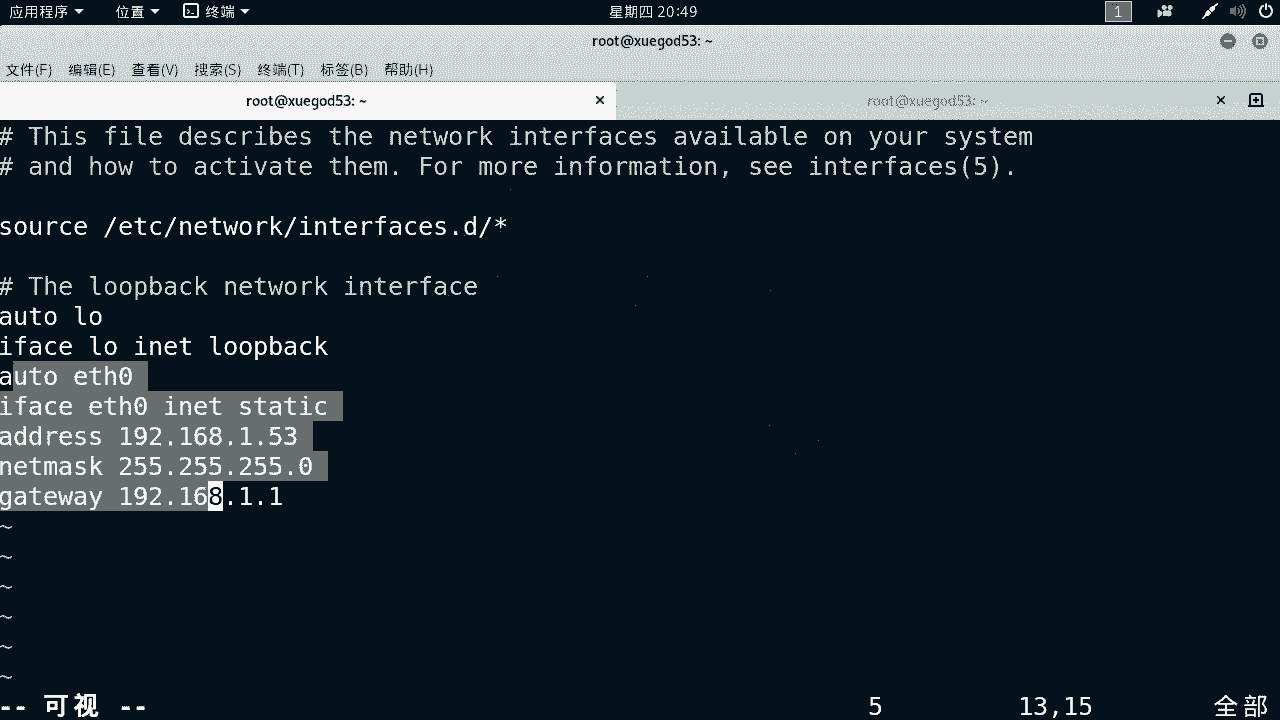 应用程序 位置 终端 星期四 20:49 1
root@xuegod53: ~
文件(F) 编辑(E) 查看(V) 搜索(S) 终端(T) 标签(B) 帮助(H)
root@xuegod53: ~ × root@xuegod53: ~ ×
# This file describes the network interfaces available on your system
# and how to activate them. For more information, see interfaces(5).
source /etc/network/interfaces.d/*
# The loopback network interface
auto lo
iface lo inet loopback
auto eth0
iface eth0 inet static
address 192.168.1.53
netmask 255.255.255.0
gateway 192.168.1.1
~
~
~
~
~
~
-- 可视 -- 5 13,15 全部